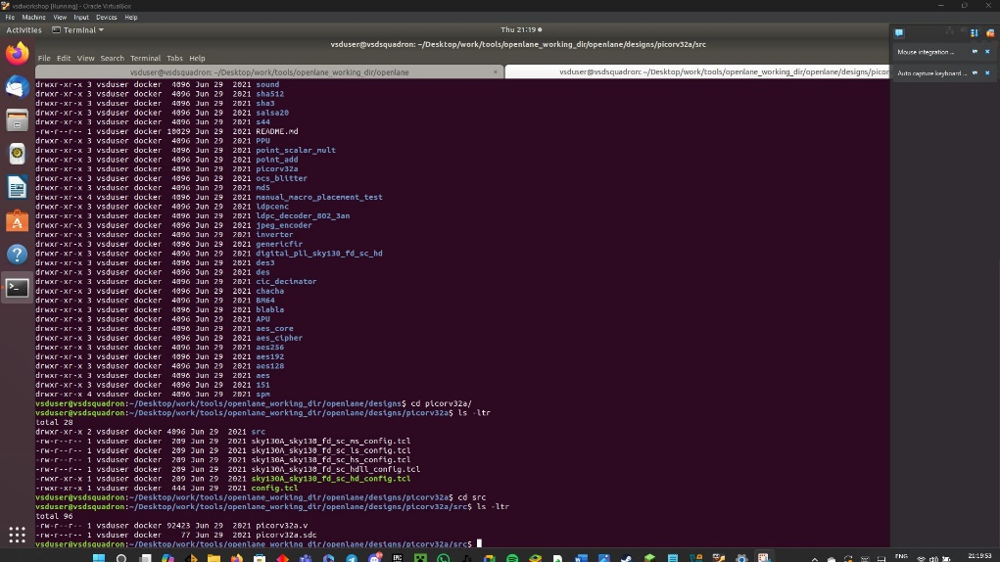 vsdworkshop [Running] - Oracle VirtualBox
File Machine View Input Devices Help
Activities Terminal Thu 21:19
vsduser@vsdsquadron: ~/Desktop/work/tools/openlane_working_dir/openlane/designs/picorv32a/src
Mouse integration ...
File Edit View Search Terminal Tabs Help
vsduser@vsdsquadron: ~/Desktop/work/tools/openlane_working_dir/openlane × vsduser@vsdsquadron: ~/Desktop/work/tools/openlane_working_dir/openlane/designs/picorv
Auto capture keyboard ...
drwxr-xr-x 3 vsduser docker 4096 Jun 29 2021 sound
drwxr-xr-x 3 vsduser docker 4096 Jun 29 2021 sha512
drwxr-xr-x 3 vsduser docker 4096 Jun 29 2021 sha3
drwxr-xr-x 3 vsduser docker 4096 Jun 29 2021 salsa20
drwxr-xr-x 3 vsduser docker 4096 Jun 29 2021 s44
-rw-r--r-- 1 vsduser docker 10029 Jun 29 2021 README.md
drwxr-xr-x 3 vsduser docker 4096 Jun 29 2021 PPU
drwxr-xr-x 3 vsduser docker 4096 Jun 29 2021 point_scalar_mult
drwxr-xr-x 3 vsduser docker 4096 Jun 29 2021 point_add
drwxr-xr-x 3 vsduser docker 4096 Jun 29 2021 picorv32a
drwxr-xr-x 3 vsduser docker 4096 Jun 29 2021 ocs_blitter
drwxr-xr-x 3 vsduser docker 4096 Jun 29 2021 md5
drwxr-xr-x 4 vsduser docker 4096 Jun 29 2021 manual_macro_placement_test
drwxr-xr-x 3 vsduser docker 4096 Jun 29 2021 ldpcenc
drwxr-xr-x 3 vsduser docker 4096 Jun 29 2021 ldpc_decoder_802_3an
drwxr-xr-x 3 vsduser docker 4096 Jun 29 2021 jpeg_encoder
drwxr-xr-x 3 vsduser docker 4096 Jun 29 2021 inverter
drwxr-xr-x 3 vsduser docker 4096 Jun 29 2021 genericfir
drwxr-xr-x 3 vsduser docker 4096 Jun 29 2021 digital_pll_sky130_fd_sc_hd
drwxr-xr-x 3 vsduser docker 4096 Jun 29 2021 des3
drwxr-xr-x 3 vsduser docker 4096 Jun 29 2021 des
drwxr-xr-x 3 vsduser docker 4096 Jun 29 2021 cic_decimator
drwxr-xr-x 3 vsduser docker 4096 Jun 29 2021 chacha
drwxr-xr-x 3 vsduser docker 4096 Jun 29 2021 BM64
drwxr-xr-x 3 vsduser docker 4096 Jun 29 2021 blabla
drwxr-xr-x 3 vsduser docker 4096 Jun 29 2021 APU
drwxr-xr-x 3 vsduser docker 4096 Jun 29 2021 aes_core
drwxr-xr-x 3 vsduser docker 4096 Jun 29 2021 aes_cipher
drwxr-xr-x 3 vsduser docker 4096 Jun 29 2021 aes256
drwxr-xr-x 3 vsduser docker 4096 Jun 29 2021 aes192
drwxr-xr-x 3 vsduser docker 4096 Jun 29 2021 aes128
drwxr-xr-x 3 vsduser docker 4096 Jun 29 2021 aes
drwxr-xr-x 3 vsduser docker 4096 Jun 29 2021 151
drwxr-xr-x 4 vsduser docker 4096 Jun 29 2021 spm
vsduser@vsdsquadron:~/Desktop/work/tools/openlane_working_dir/openlane/designs$ cd picorv32a/
vsduser@vsdsquadron:~/Desktop/work/tools/openlane_working_dir/openlane/designs/picorv32a$ ls -ltr
total 28
drwxr-xr-x 2 vsduser docker 4096 Jun 29 2021 src
-rw-r--r-- 1 vsduser docker 209 Jun 29 2021 sky130A_sky130_fd_sc_ms_config.tcl
-rw-r--r-- 1 vsduser docker 209 Jun 29 2021 sky130A_sky130_fd_sc_ls_config.tcl
-rw-r--r-- 1 vsduser docker 209 Jun 29 2021 sky130A_sky130_fd_sc_hs_config.tcl
-rw-r--r-- 1 vsduser docker 209 Jun 29 2021 sky130A_sky130_fd_sc_hdll_config.tcl
-rwxr-xr-x 1 vsduser docker 209 Jun 29 2021 sky130A_sky130_fd_sc_hd_config.tcl
-rwxr-xr-x 1 vsduser docker 444 Jun 29 2021 config.tcl
vsduser@vsdsquadron:~/Desktop/work/tools/openlane_working_dir/openlane/designs/picorv32a$ cd src
vsduser@vsdsquadron:~/Desktop/work/tools/openlane_working_dir/openlane/designs/picorv32a/src$ ls -ltr
total 96
-rw-r--r-- 1 vsduser docker 92423 Jun 29 2021 picorv32a.v
-rw-r--r-- 1 vsduser docker 77 Jun 29 2021 picorv32a.sdc
vsduser@vsdsquadron:~/Desktop/work/tools/openlane_working_dir/openlane/designs/picorv32a/src$
21:19:53